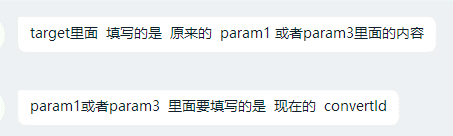 target里面 填写的是 原来的 param1 或者param3里面的内容
param1或者param3 里面要填写的是 现在的 convertId